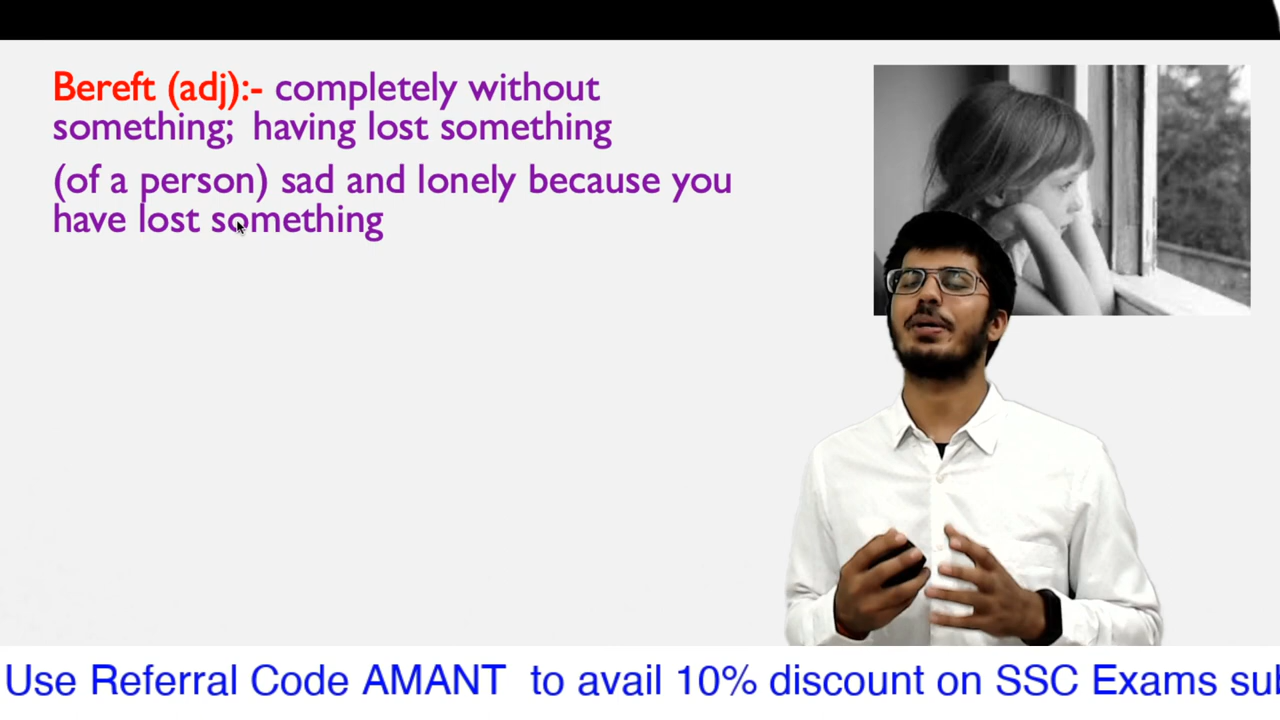 Bereft (adj):- completely without
something; having lost something
(of a person) sad and lonely because you
have lost something
Use Referral Code AMANT to avail 10% discount on SSC Exams